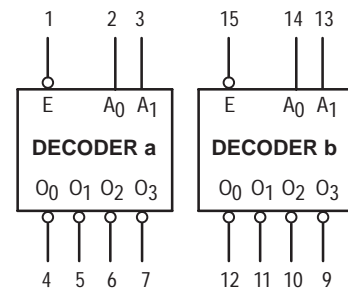 1 2 3 15 14 13
E A0 A1 E A0 A1
DECODER a DECODER b
O0 O1 O2 O3 O0 O1 O2 O3
4 5 6 7 12 11 10 9